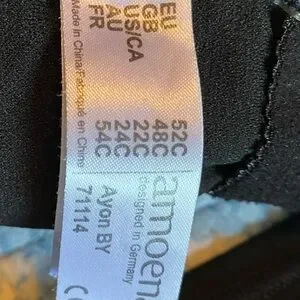 EU 52C
GB 48C
US/CA 22C
AU 24C
FR 54C
Made in China/Fabriqué en Chine
amoena
designed in Germany
Ayon BY
71114